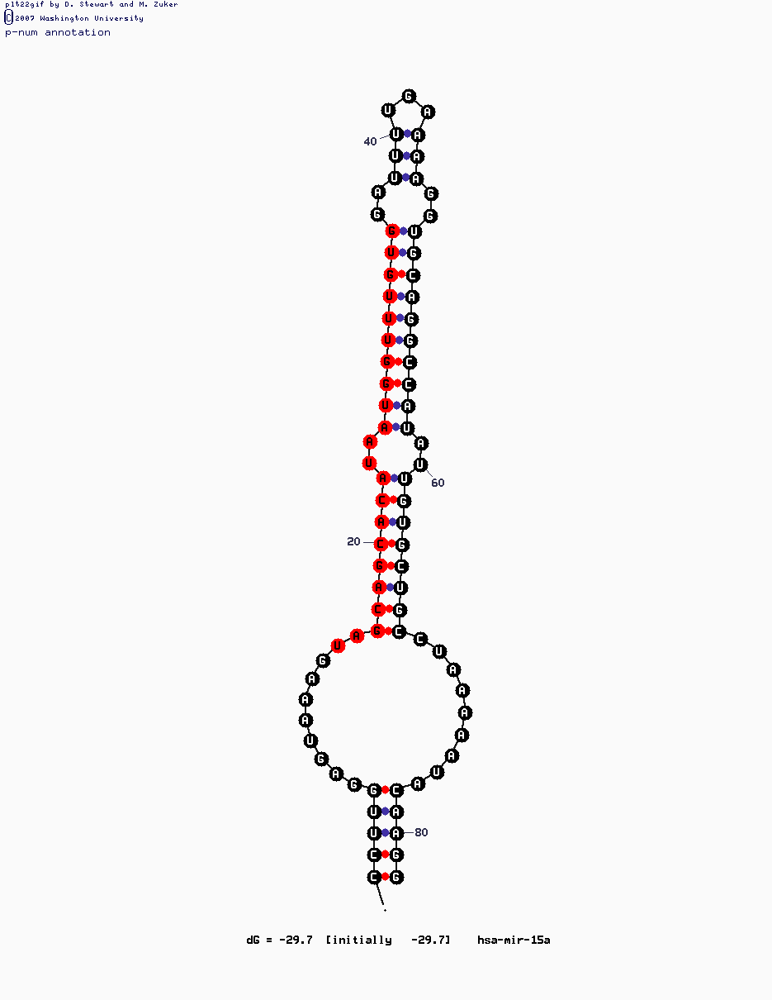 plt22gif by D. Stewart and M. Zuker
© 2007 Washington University
p-num annotation
G
U A
40 U A
U A
U A
A G
G G
G U
U G
G C
U A
U G
U G
G C
G C
U A
A U
A A
U U
60
A U
C G
A U
20 C G
G C
A U
C G
A G C C
U U
G A
A A
A A
A A
U A
G U
A A
G
G C
U A
U A 80
C G
C G
dG = -29.7 [initially -29.7] hsa-mir-15a